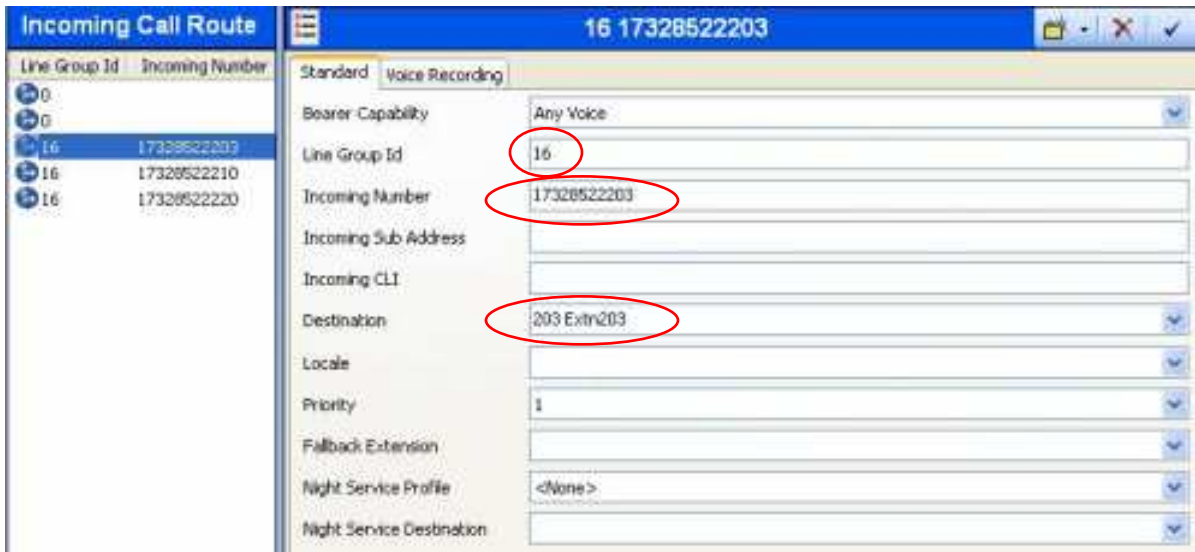 Incoming Call Route
16 17328522203
Line Group Id Incoming Number
0
0
16 17328522203
16 17328522210
16 17328522220
Standard Voice Recording
Bearer Capability Any Voice
Line Group Id 16
Incoming Number 17328522203
Incoming Sub Address
Incoming CLI
Destination 203 Extn203
Locale
Priority 1
Fallback Extension
Night Service Profile <None>
Night Service Destination